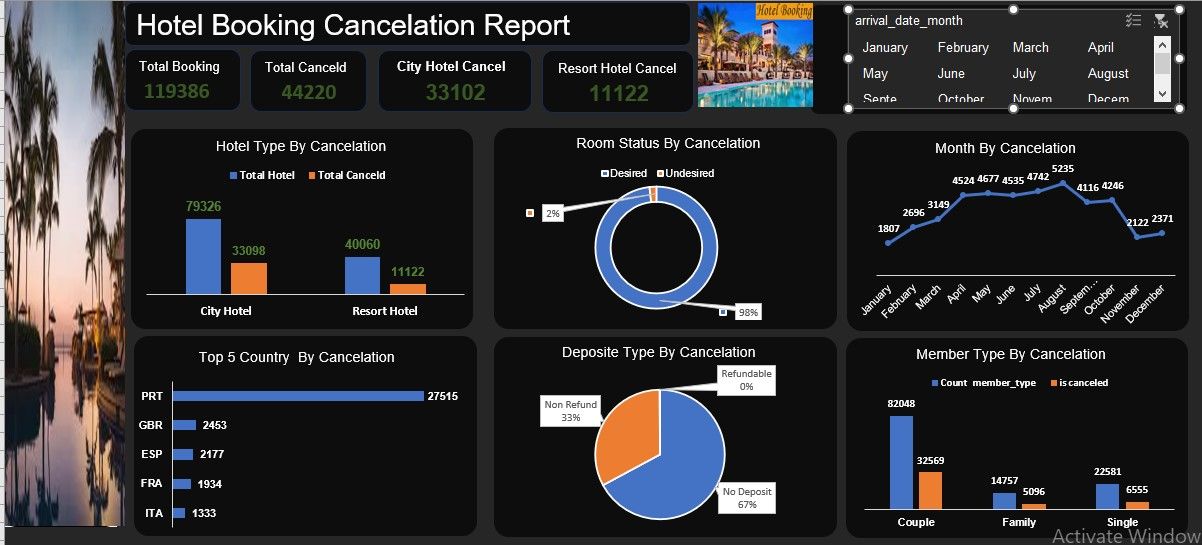 Hotel Booking Cancelation Report
Total Booking
119386
Total Canceld
44220
City Hotel Cancel
33102
Resort Hotel Cancel
11122
Hotel Booking
arrival_date_month
January February March April
May June July August
Septe October Novem Decem
Hotel Type By Cancelation
Total Hotel Total Canceld
79326
33098
40060
11122
City Hotel Resort Hotel
Room Status By Cancelation
Desired Undesired
2%
98%
Month By Cancelation
1807 2696 3149 4524 4677 4535 4742 5235 4116 4246 2122 2371
January February March April May June July August Septem... October November December
Top 5 Country By Cancelation
PRT 27515
GBR 2453
ESP 2177
FRA 1934
ITA 1333
Deposite Type By Cancelation
Refundable
0%
Non Refund
33%
No Deposit
67%
Member Type By Cancelation
Count member_type is canceled
82048
32569
14757
5096
22581
6555
Couple Family Single
Activate Window